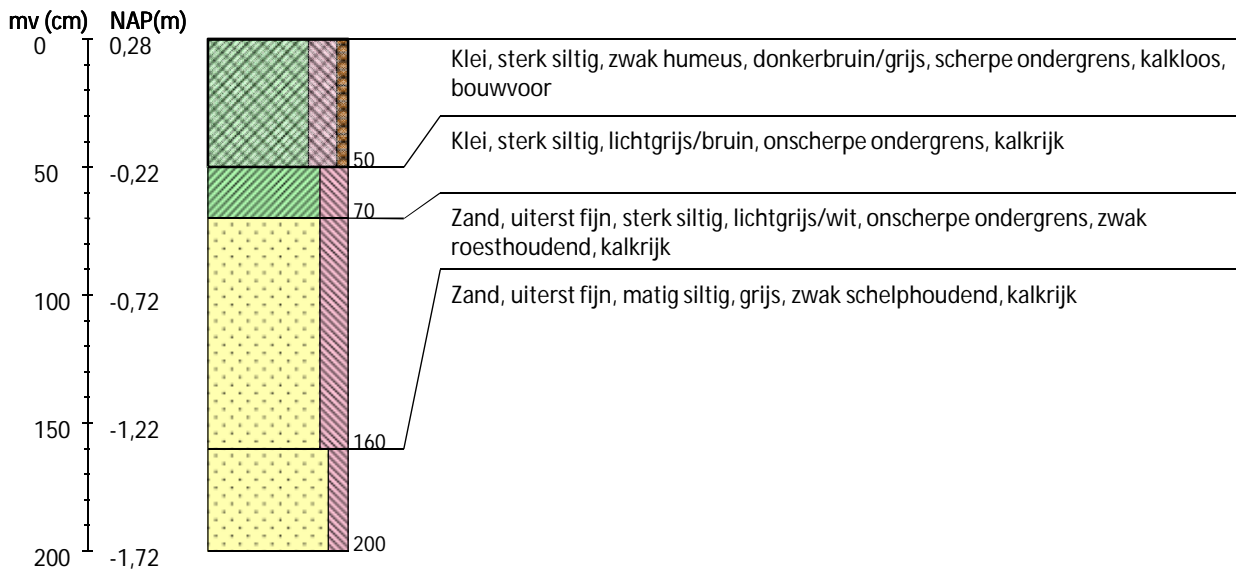 mv (cm) NAP(m)
0 0,28
Klei, sterk siltig, zwak humeus, donkerbruin/grijs, scherpe ondergrens, kalkloos,
bouwvoor
Klei, sterk siltig, lichtgrijs/bruin, onscherpe ondergrens, kalkrijk
50
50 -0,22
70
Zand, uiterst fijn, sterk siltig, lichtgrijs/wit, onscherpe ondergrens, zwak
roesthoudend, kalkrijk
100 -0,72
Zand, uiterst fijn, matig siltig, grijs, zwak schelphoudend, kalkrijk
150 -1,22
160
200
200 -1,72